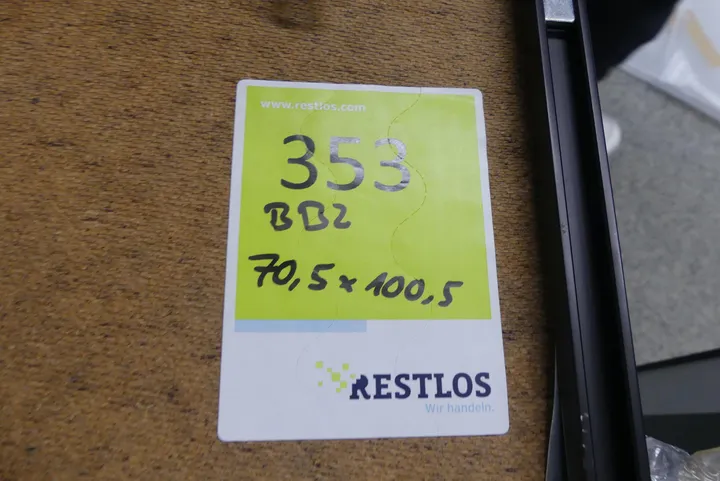 www.restlos.com
353
BB2
70,5 x 100,5
RESTLOS
Wir handeln.